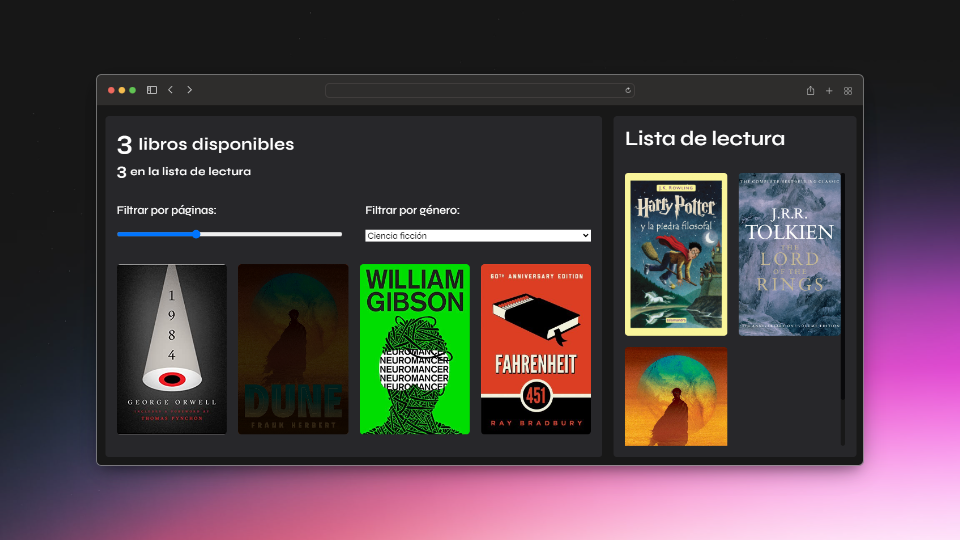 3 libros disponibles
3 en la lista de lectura
Filtrar por páginas:
Filtrar por género:
Ciencia ficción
1
9
8
4
GEORGE ORWELL
THOMAS PYNCHON
DUNE
FRANK HERBERT
WILLIAM
GIBSON
NEUROMANCER
NEUROMANCER
NEUROMANCER
NEUROMANCER
NEUROMANCER
60TH ANNIVERSARY EDITION
FAHRENHEIT
451
RAY BRADBURY
Lista de lectura
J.K. ROWLING
Harry Potter
y la piedra filosofal
THE COMPLETE BESTSELLING CLASSIC
J.R.R.
TOLKIEN
THE
LORD
OF THE
RINGS